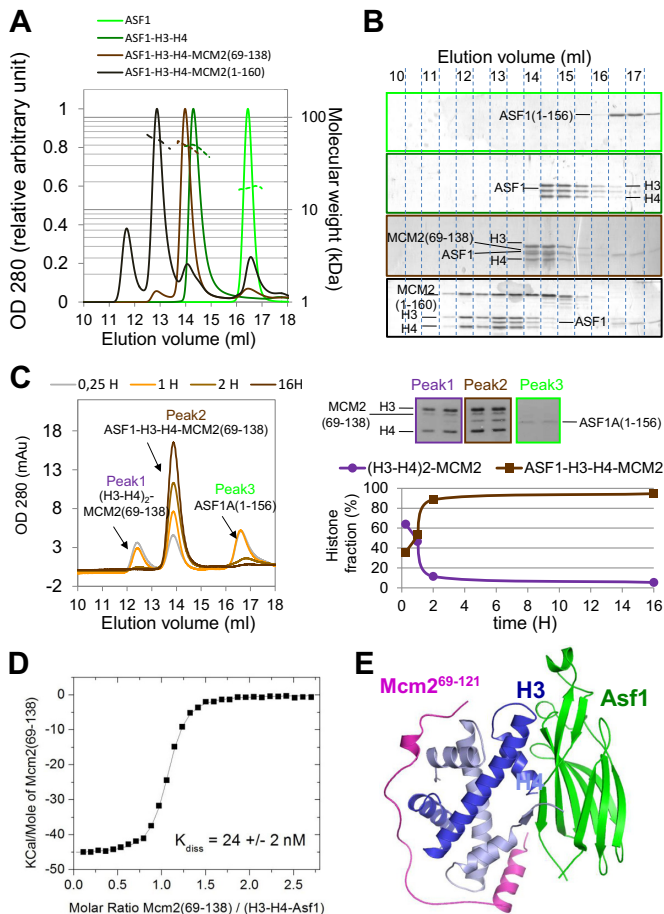 A
ASF1
ASF1-H3-H4
ASF1-H3-H4-MCM2(69-138)
ASF1-H3-H4-MCM2(1-160)
OD 280 (relative arbitrary unit)
1
0.8
0.6
0.4
0.2
0
100
10
1
Molecular weight (kDa)
10 11 12 13 14 15 16 17 18
Elution volume (ml)
B
Elution volume (ml)
10 11 12 13 14 15 16 17
ASF1(1-156)
ASF1
H3
H4
MCM2(69-138)
H3
ASF1
H4
MCM2
(1-160)
H3
H4
ASF1
C
0,25 H 1 H 2 H 16H
OD 280 (mAu)
18
13
8
3
-2
Peak2
ASF1-H3-H4-MCM2(69-138)
Peak1
(H3-H4)2-
MCM2(69-138)
Peak3
ASF1A(1-156)
10 11 12 13 14 15 16 17 18
Elution volume (ml)
Peak1 Peak2 Peak3
MCM2
(69-138)
H3
H4
ASF1A(1-156)
(H3-H4)2-MCM2 ASF1-H3-H4-MCM2
Histone
fraction (%)
100
80
60
40
20
0
0 2 4 6 8 10 12 14 16
time (H)
D
KCal/Mole of Mcm2(69-138)
0
-10
-20
-30
-40
-50
Kdiss = 24 +/- 2 nM
0.0 0.5 1.0 1.5 2.0 2.5
Molar Ratio Mcm2(69-138) / (H3-H4-Asf1)
E
Mcm269-121
H3
Asf1
H4